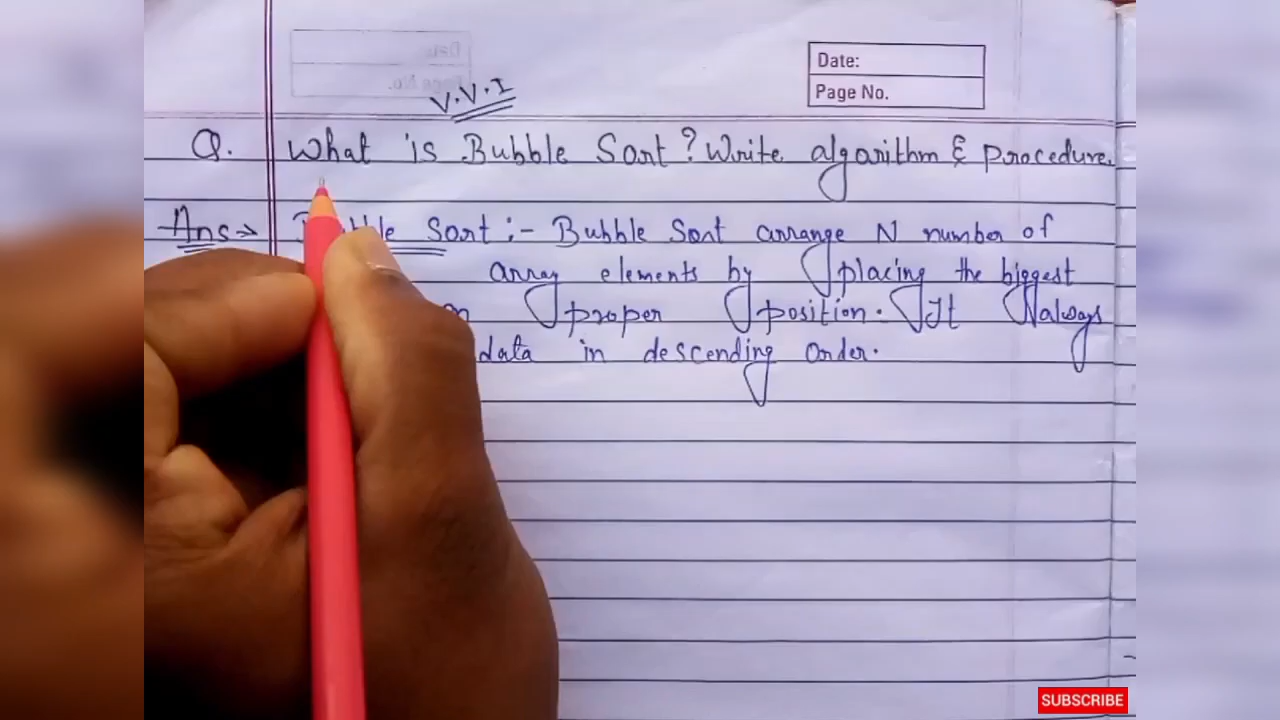 Date:
Page No.
V.V.I
Q. What is Bubble Sort? Write algorithm & procedure.
Ans → Bubble Sort :- Bubble Sort arrange N number of
array elements by placing the biggest
proper position. It always
data in descending order.
SUBSCRIBE